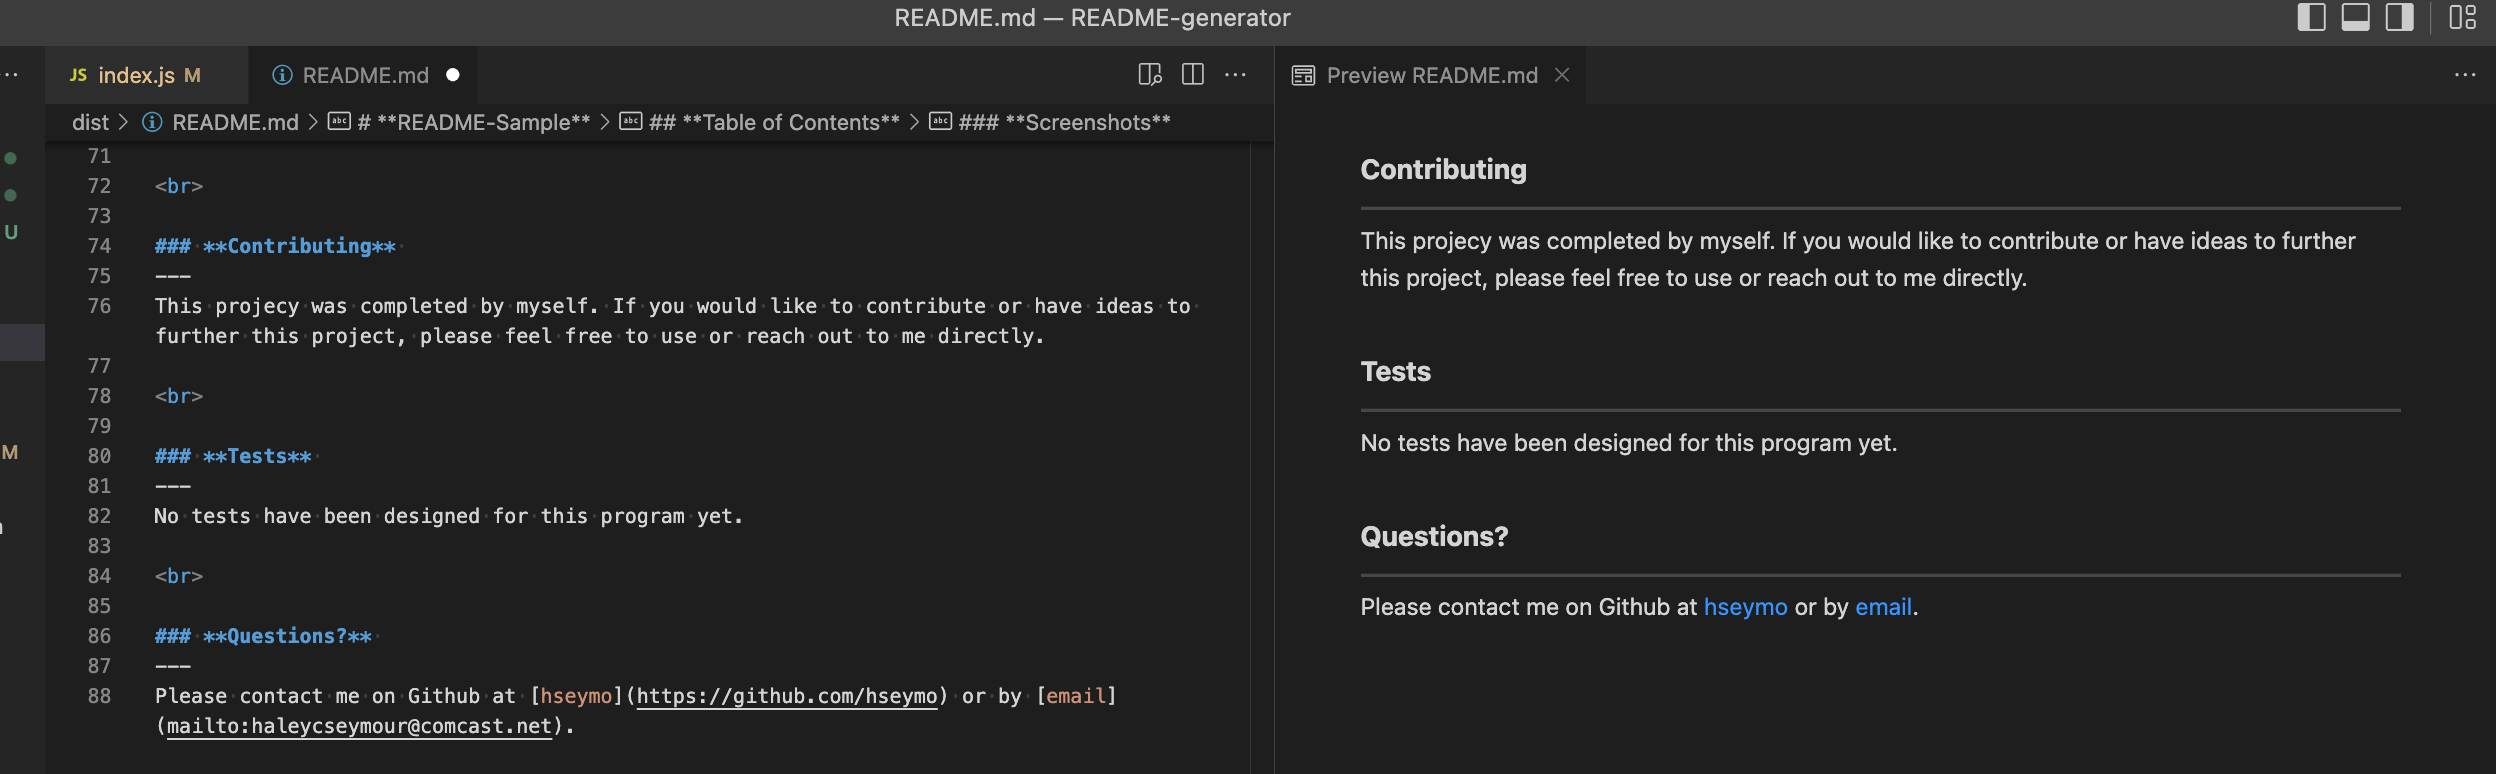 README.md — README-generator
··· JS index.js M README.md ● ··· Preview README.md ×  ···
dist > README.md > # **README-Sample** > ## **Table of Contents** > ### **Screenshots**
71
72 <br>
73
U
74 ### **Contributing**
75 ---
76 This projecy was completed by myself. If you would like to contribute or have ideas to
further this project, please feel free to use or reach out to me directly.
77
78 <br>
79
M
80 ### **Tests**
81 ---
82 No tests have been designed for this program yet.
83
84 <br>
85
86 ### **Questions?**
87 ---
88 Please contact me on Github at [hseymo](https://github.com/hseymo) or by [email]
(mailto:haleycseymour@comcast.net).
Contributing
This projecy was completed by myself. If you would like to contribute or have ideas to further
this project, please feel free to use or reach out to me directly.
Tests
No tests have been designed for this program yet.
Questions?
Please contact me on Github at hseymo or by email.